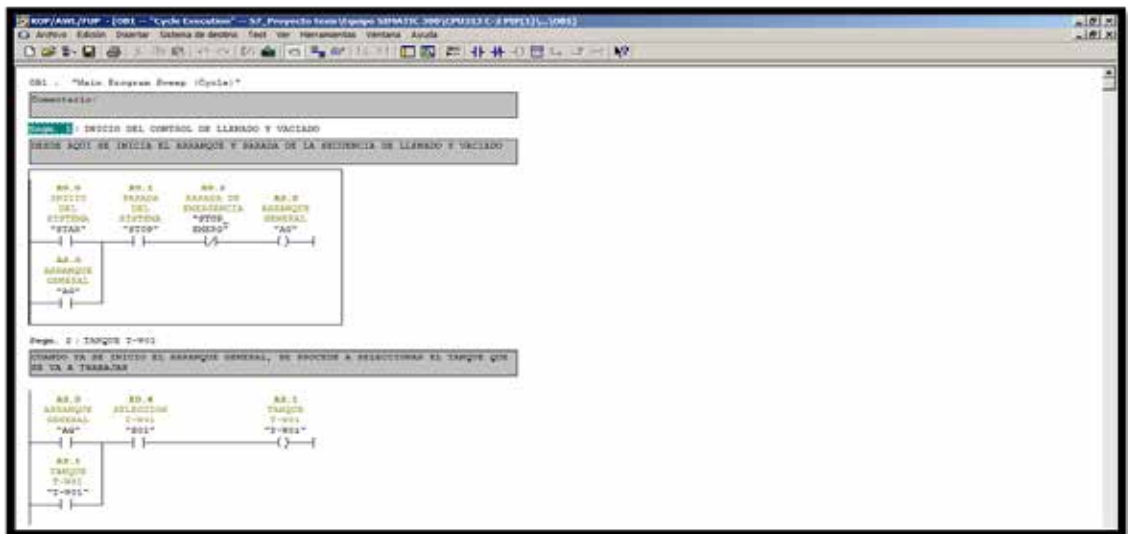 KOP/AWL/FUP - [OB1 -- "Cycle Execution" -- S7_Proyecto tesis\Equipo SIMATIC 300\CPU313 C-2 PtP(1)\...\OB1]
Archivo Edición Insertar Sistema de destino Test Ver Herramientas Ventana Ayuda
OB1 : "Main Program Sweep (Cycle)"
Comentario:
Segm. 1 : INICIO DEL CONTROL DE LLENADO Y VACIADO
DESDE AQUI SE INICIA EL ARRANQUE Y PARADA DE LA SECUENCIA DE LLENADO Y VACIADO
INICIO PARADA PARADA DE
DEL DEL EMERGENCIA ARRANQUE
SISTEMA SISTEMA "STOP_ GENERAL
"STAR" "STOP" EMERG" "AG"
ARRANQUE
GENERAL
"AG"
Segm. 2 : TANQUE T-W01
CUANDO YA SE INICIO EL ARRANQUE GENERAL, SE PROCEDE A SELECCIONAR EL TANQUE QUE
SE VA A TRABAJAR
ARRANQUE SELECCION TANQUE
GENERAL T-W01 T-W01
"AG" "S01" "T-W01"
TANQUE
T-W01
"T-W01"